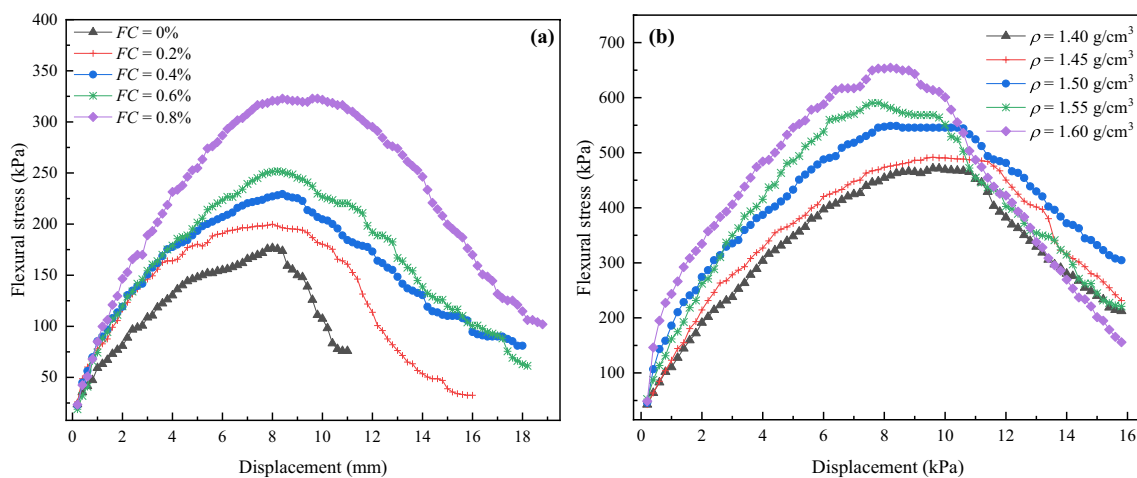 (a)
FC = 0%
FC = 0.2%
FC = 0.4%
FC = 0.6%
FC = 0.8%
Flexural stress (kPa)
400
350
300
250
200
150
100
50
0 2 4 6 8 10 12 14 16 18
Displacement (mm)
(b)
ρ = 1.40 g/cm³
ρ = 1.45 g/cm³
ρ = 1.50 g/cm³
ρ = 1.55 g/cm³
ρ = 1.60 g/cm³
Flexural stress (kPa)
700
600
500
400
300
200
100
0 2 4 6 8 10 12 14 16
Displacement (kPa)